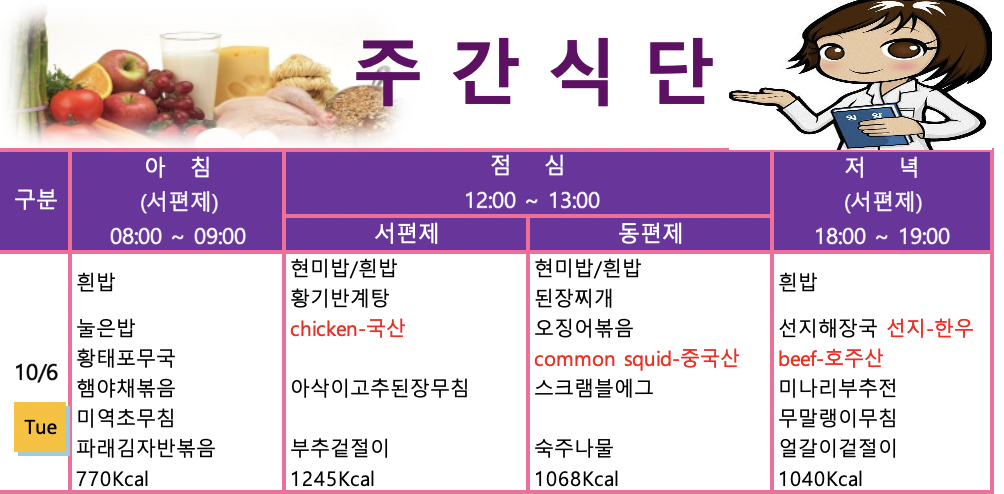 주간식단
구분
아 침
(서편제)
08:00 ~ 09:00
점 심
12:00 ~ 13:00
서편제
동편제
저 녁
(서편제)
18:00 ~ 19:00
10/6
Tue
흰밥
눌은밥
황태포무국
햄야채볶음
미역초무침
파래김자반볶음
770Kcal
현미밥/흰밥
황기반계탕
chicken-국산
아삭이고추된장무침
부추겉절이
1245Kcal
현미밥/흰밥
된장찌개
오징어볶음
common squid-중국산
스크램블에그
숙주나물
1068Kcal
흰밥
선지해장국 선지-한우
beef-호주산
미나리부추전
무말랭이무침
얼갈이겉절이
1040Kcal